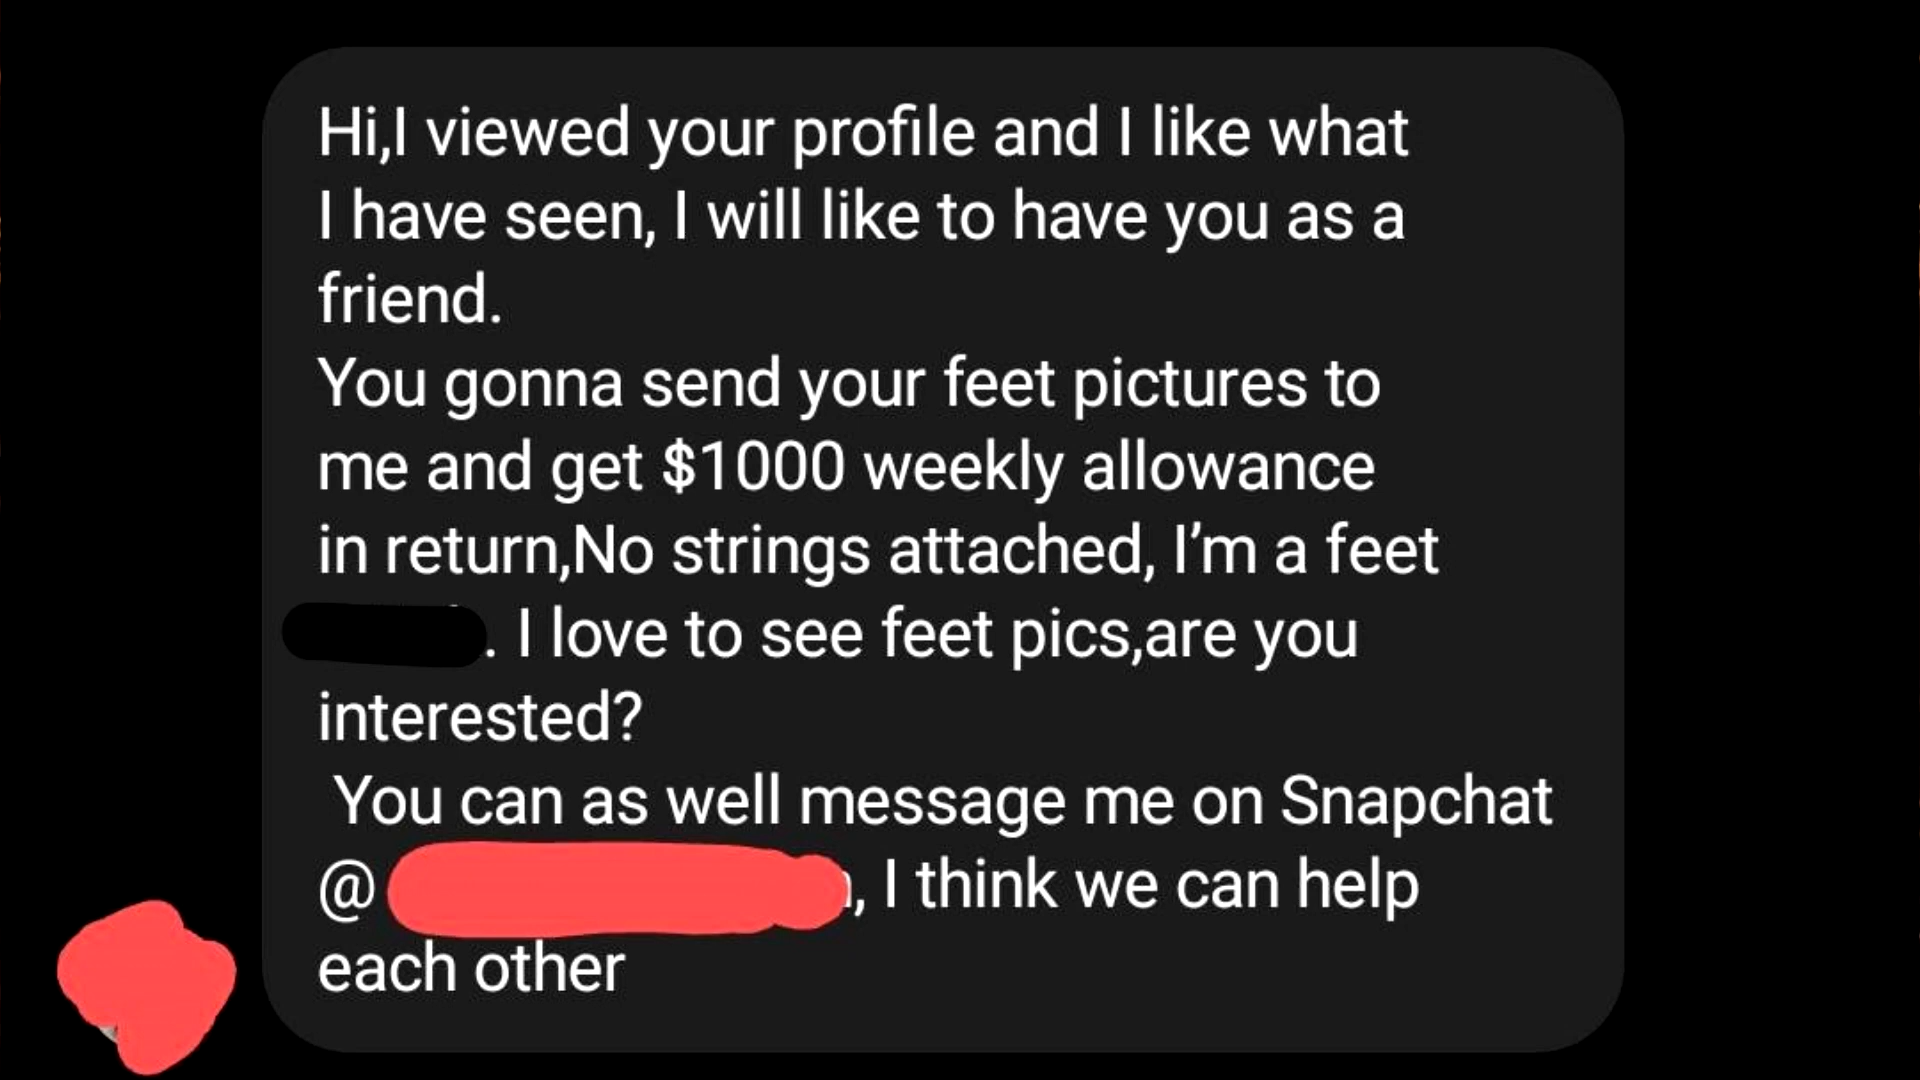 Hi,I viewed your profile and I like what
I have seen, I will like to have you as a
friend.
You gonna send your feet pictures to
me and get $1000 weekly allowance
in return,No strings attached, I’m a feet
. I love to see feet pics,are you
interested?
You can as well message me on Snapchat
@ , I think we can help
each other